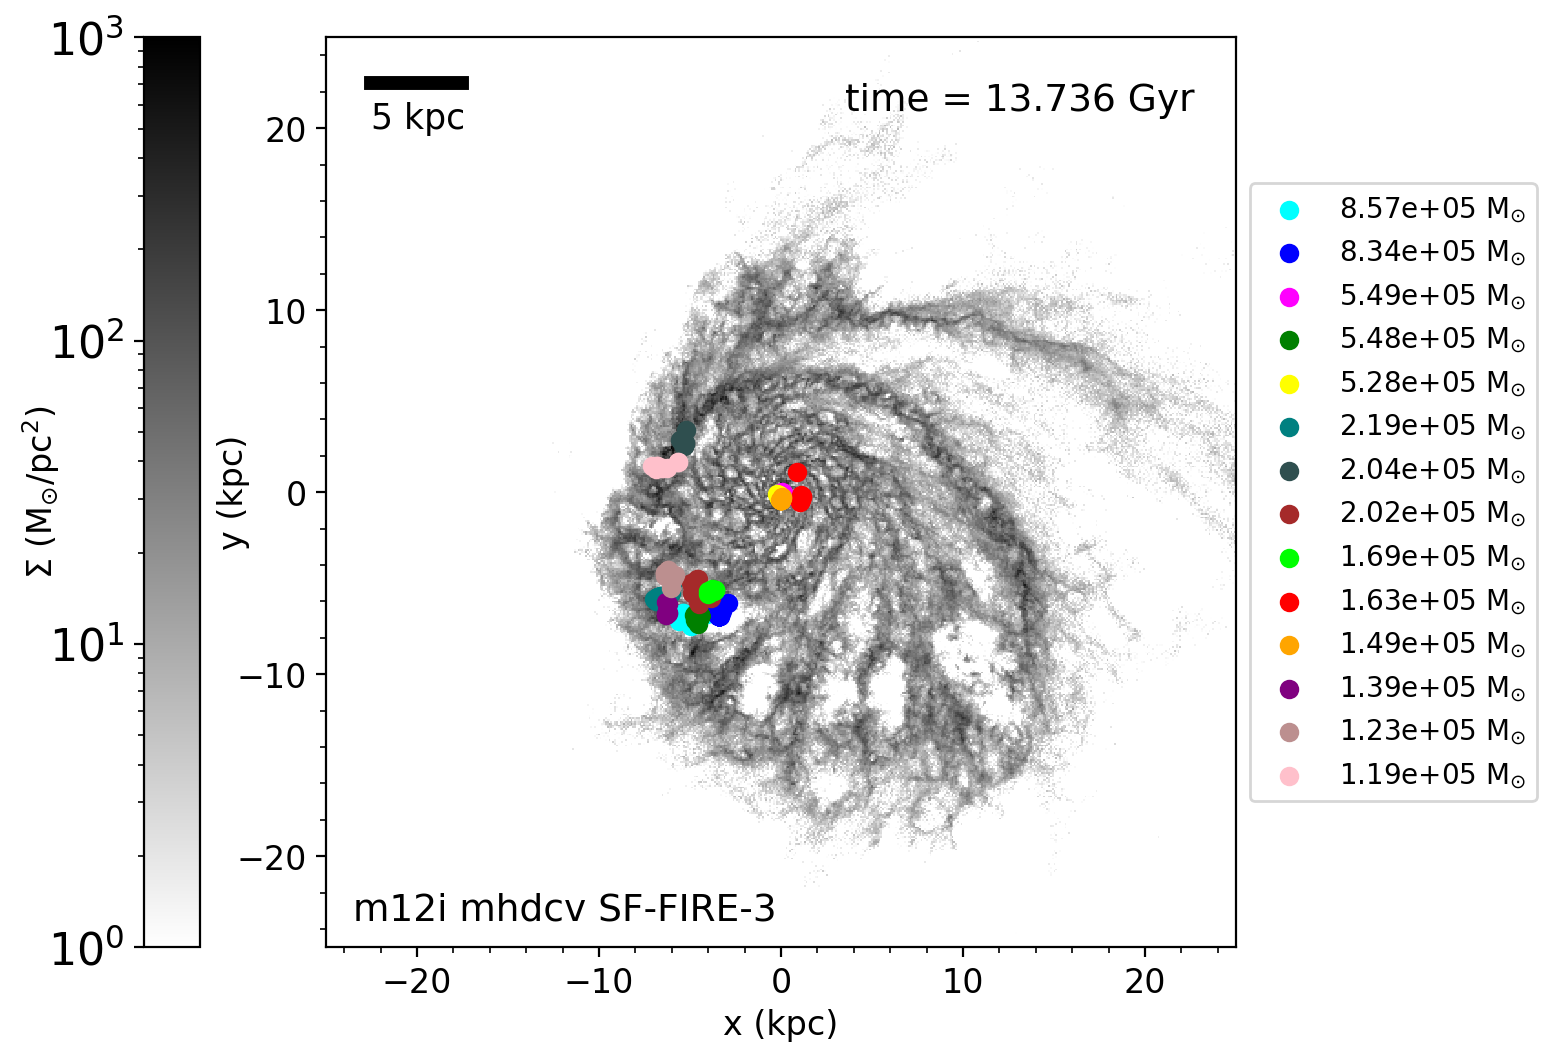 10³
10²
10¹
10⁰
Σ (M☉/pc²)
5 kpc
time = 13.736 Gyr
20
10
0
−10
−20
y (kpc)
m12i mhdcv SF-FIRE-3
−20
−10
0
10
20
x (kpc)
8.57e+05 M☉
8.34e+05 M☉
5.49e+05 M☉
5.48e+05 M☉
5.28e+05 M☉
2.19e+05 M☉
2.04e+05 M☉
2.02e+05 M☉
1.69e+05 M☉
1.63e+05 M☉
1.49e+05 M☉
1.39e+05 M☉
1.23e+05 M☉
1.19e+05 M☉